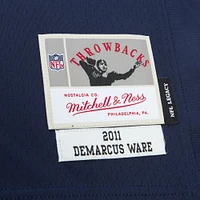 THROWBACKS
NFL
NOSTALGIA CO.
Mitchell & Ness
PHILADELPHIA, PA.
NFL LEGACY
2011
DEMARCUS WARE